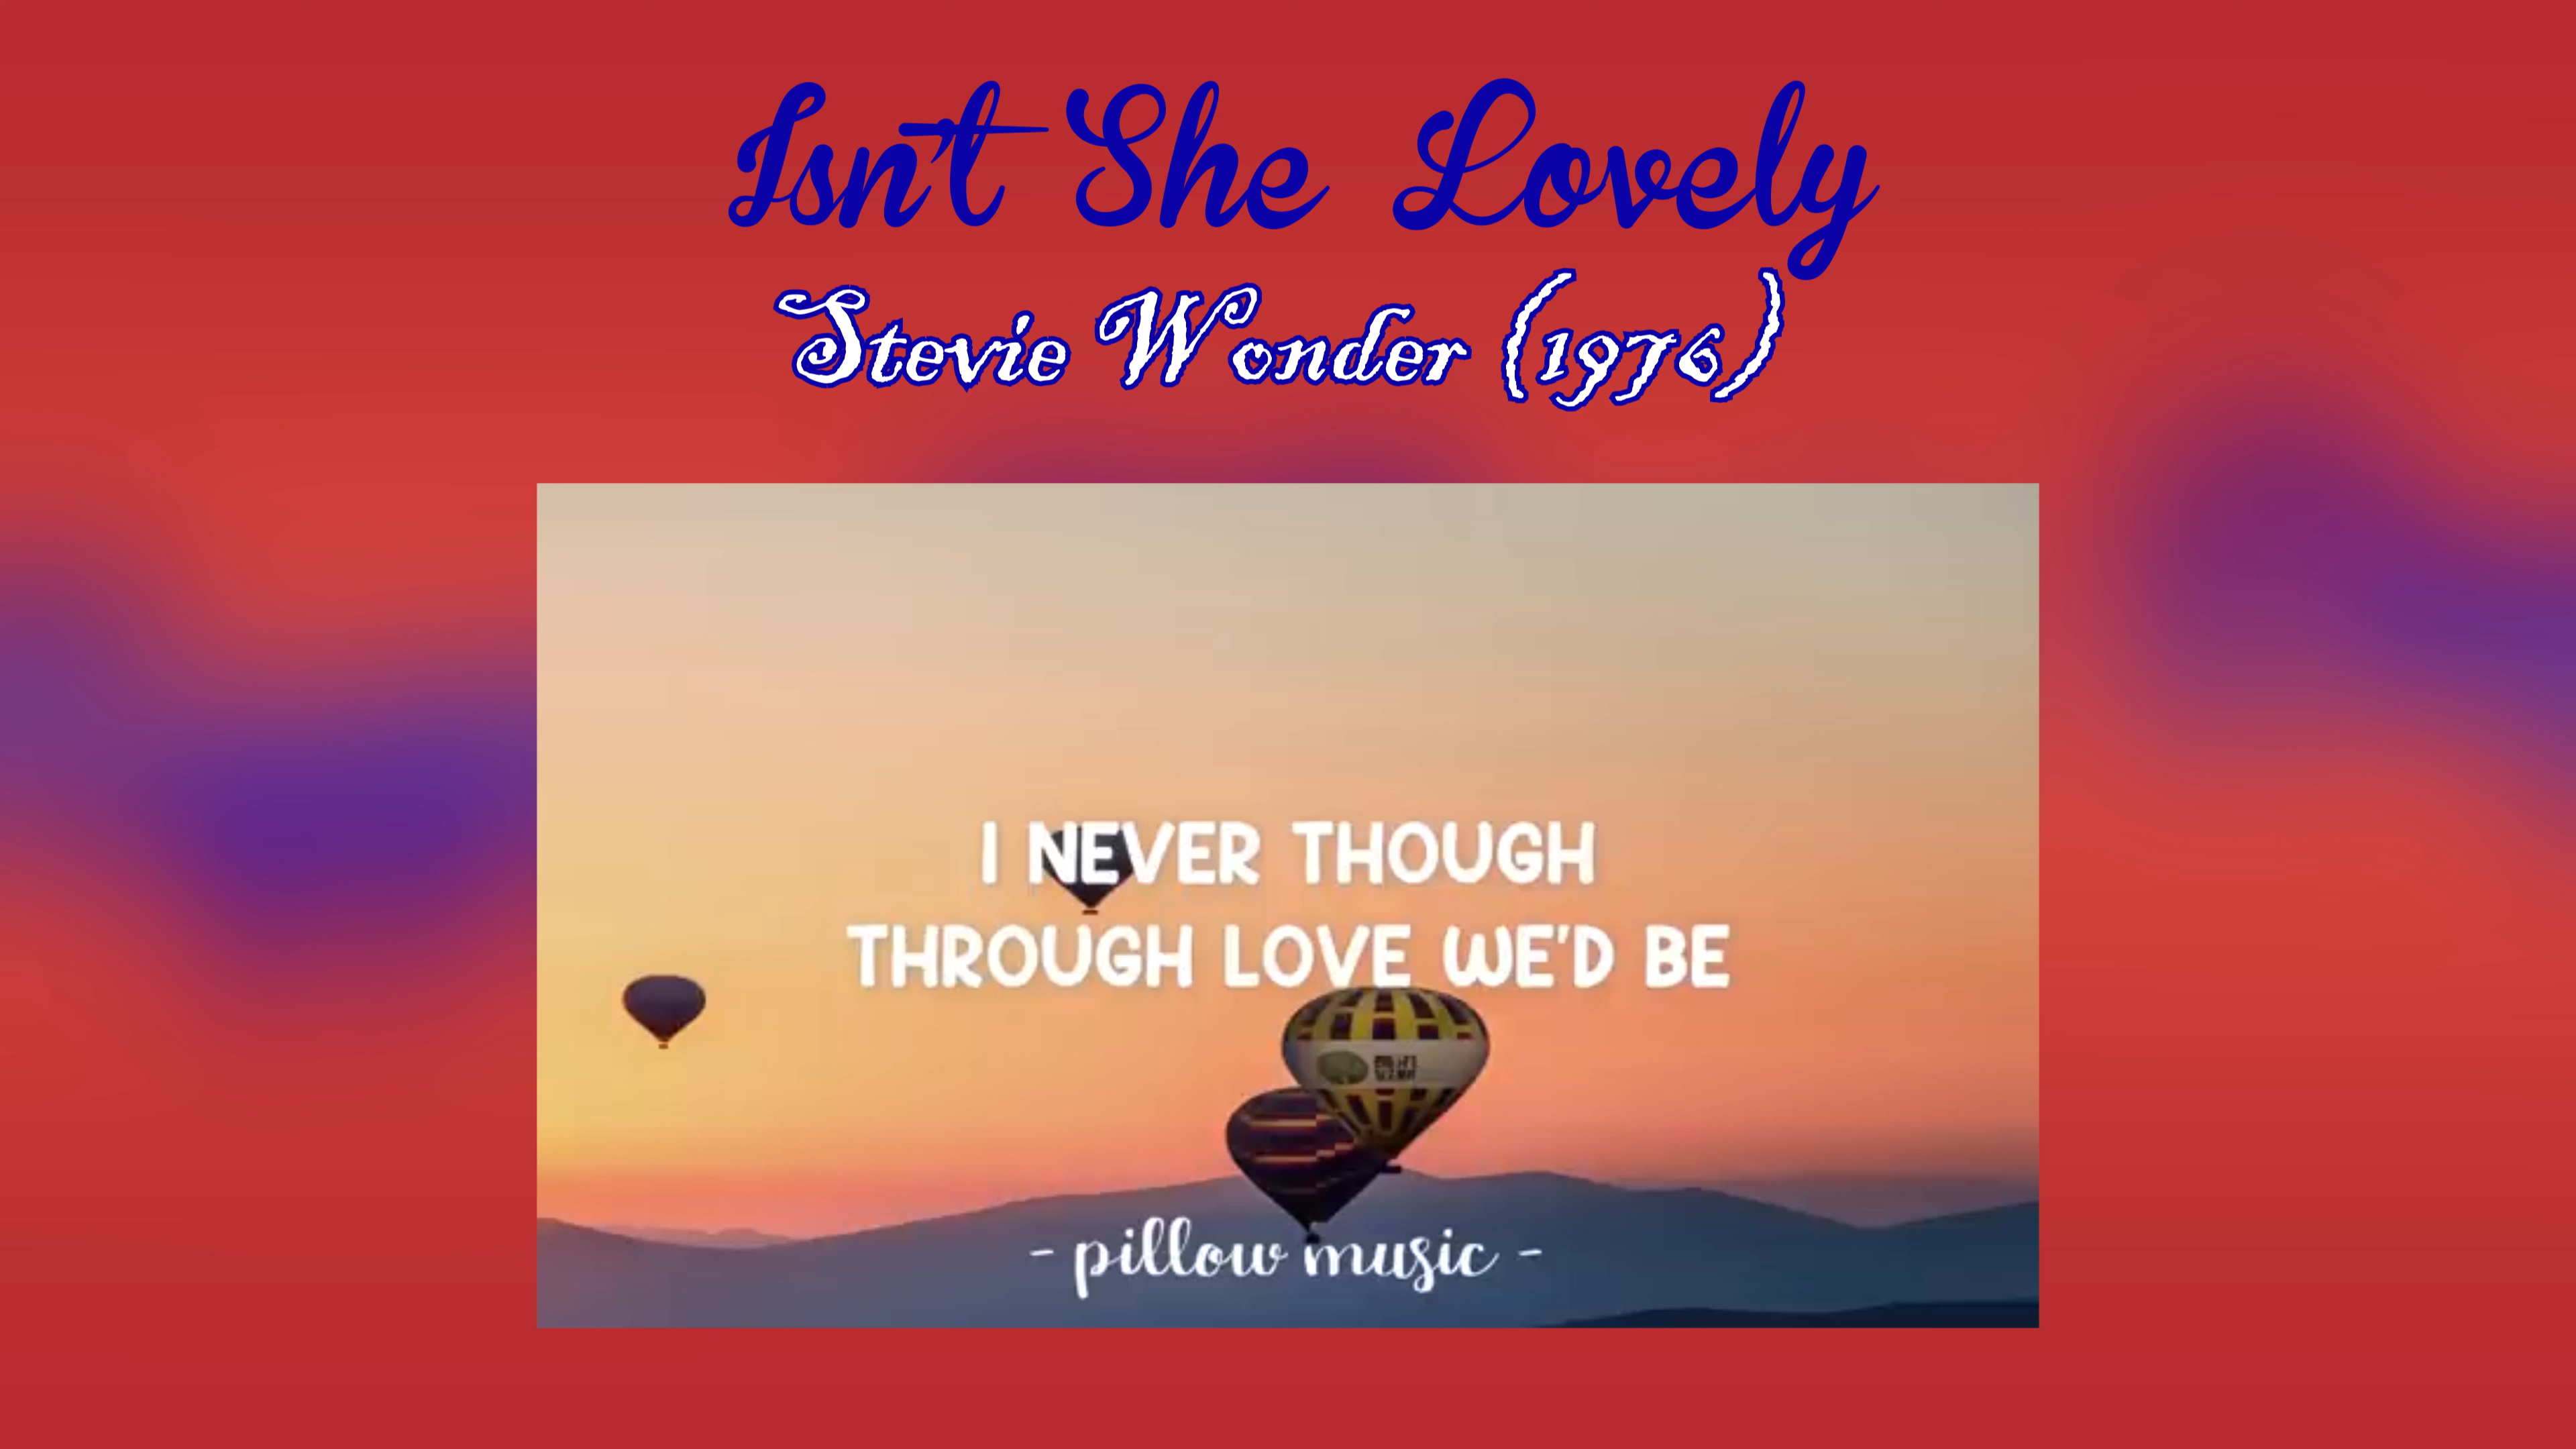 Isn't She Lovely
Stevie Wonder (1976)
I NEVER THOUGH
THROUGH LOVE WE'D BE
- pillow music -